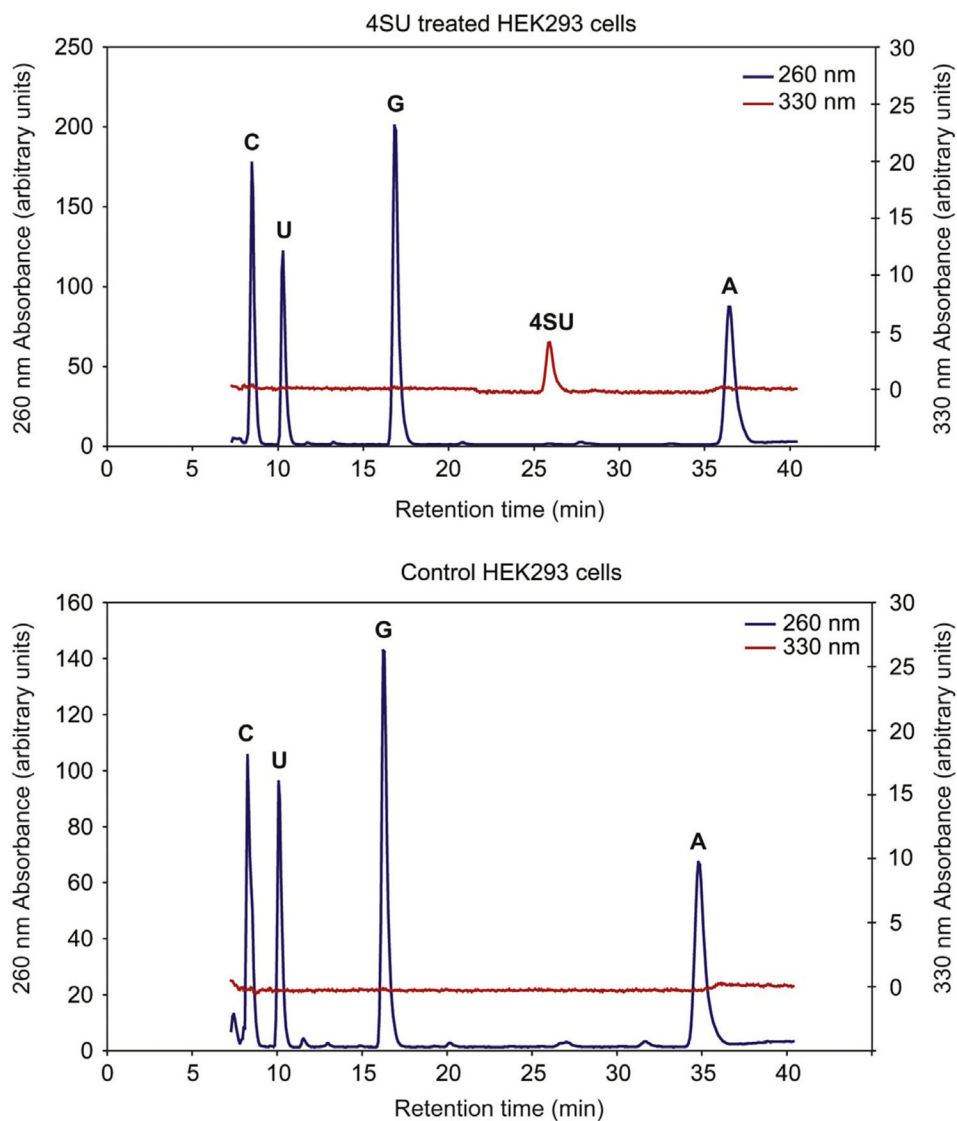 4SU treated HEK293 cells
250
200
150
100
50
0
260 nm Absorbance (arbitrary units)
30
25
20
15
10
5
0
330 nm Absorbance (arbitrary units)
260 nm
330 nm
C
U
G
4SU
A
0 5 10 15 20 25 30 35 40
Retention time (min)
Control HEK293 cells
160
140
120
100
80
60
40
20
0
260 nm Absorbance (arbitrary units)
30
25
20
15
10
5
0
330 nm Absorbance (arbitrary units)
260 nm
330 nm
C
U
G
A
0 5 10 15 20 25 30 35 40
Retention time (min)